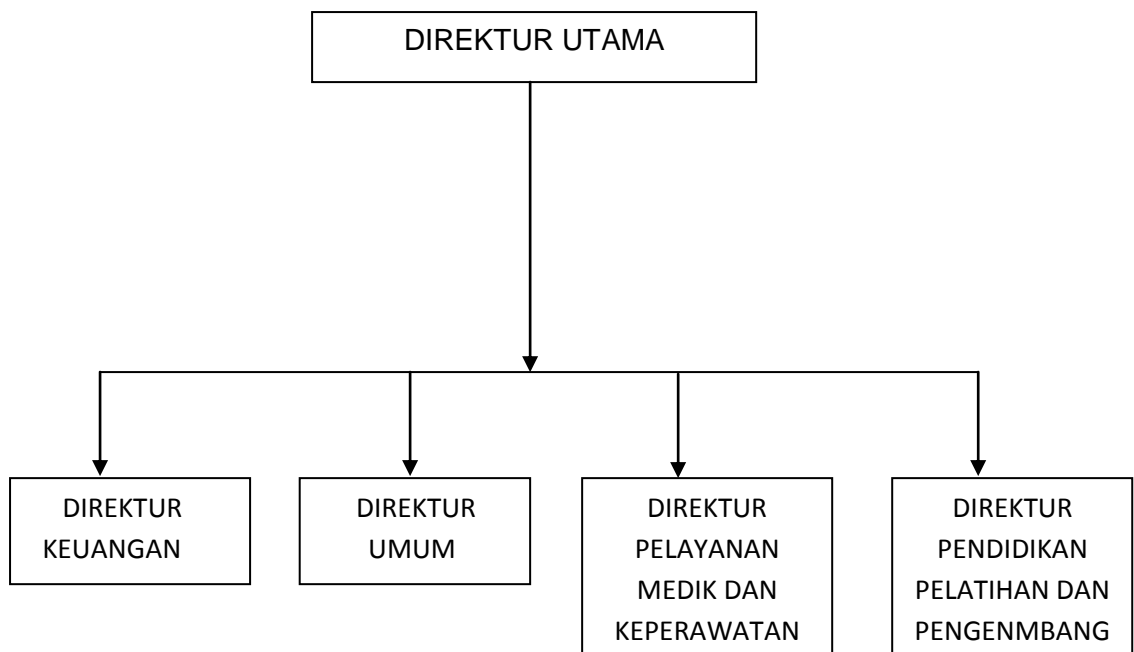 DIREKTUR UTAMA
DIREKTUR
KEUANGAN
DIREKTUR
UMUM
DIREKTUR
PELAYANAN
MEDIK DAN
KEPERAWATAN
DIREKTUR
PENDIDIKAN
PELATIHAN DAN
PENGENMBANG